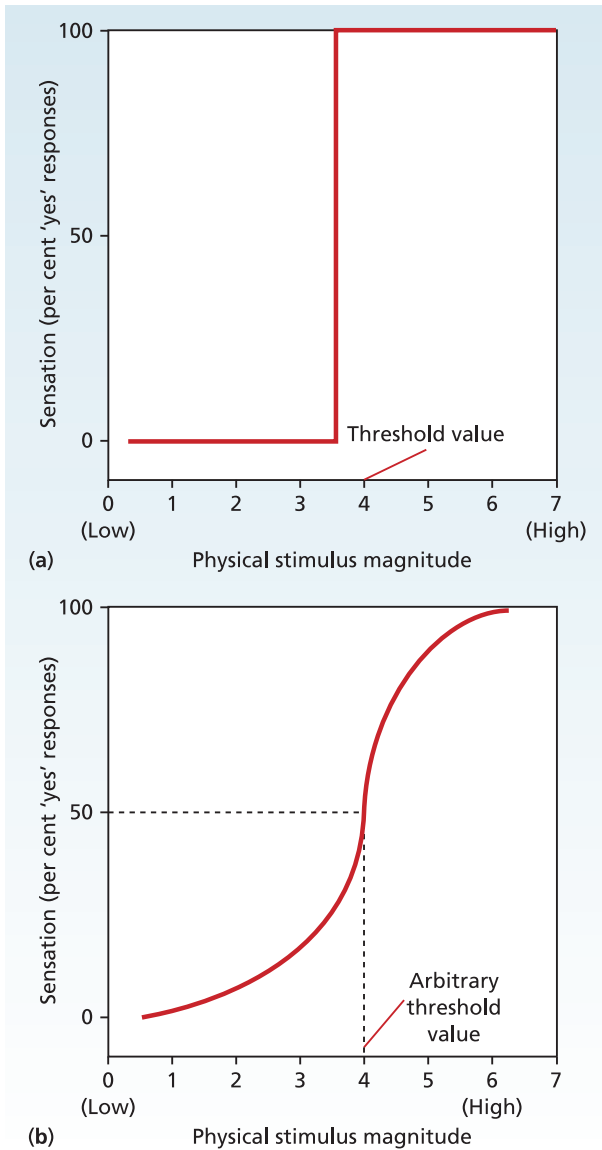 100
50
0
Sensation (per cent ‘yes’ responses)
Threshold value
0 1 2 3 4 5 6 7
(Low) (High)
(a) Physical stimulus magnitude
100
50
0
Sensation (per cent ‘yes’ responses)
Arbitrary
threshold
value
0 1 2 3 4 5 6 7
(Low) (High)
(b) Physical stimulus magnitude